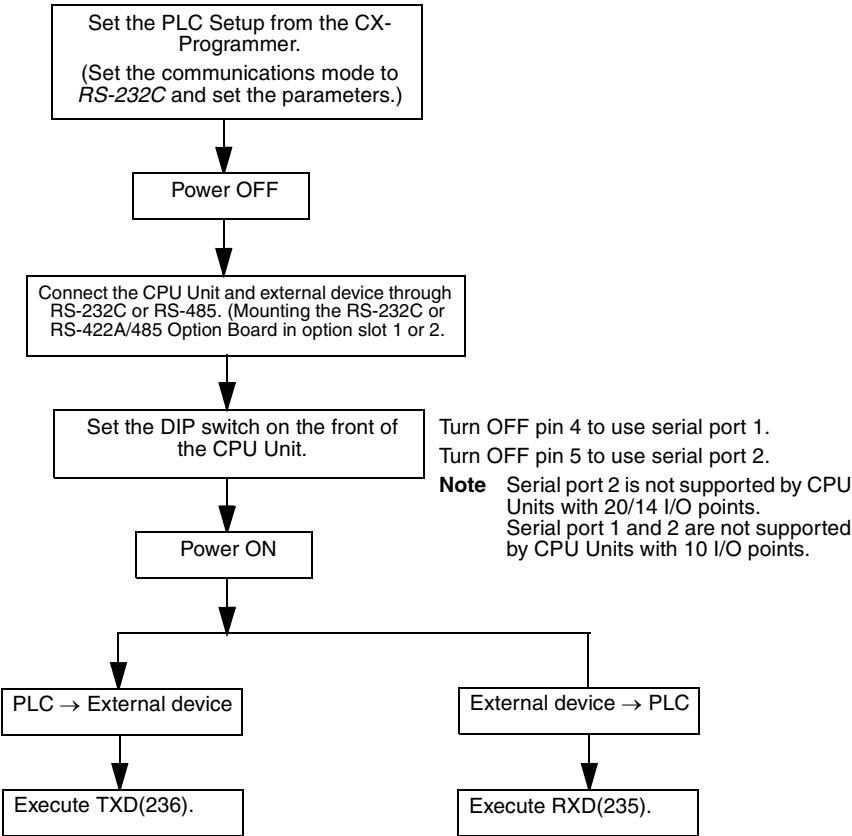 Set the PLC Setup from the CX-
Programmer.
(Set the communications mode to
RS-232C and set the parameters.)
Power OFF
Connect the CPU Unit and external device through
RS-232C or RS-485. (Mounting the RS-232C or
RS-422A/485 Option Board in option slot 1 or 2.
Set the DIP switch on the front of
the CPU Unit.
Turn OFF pin 4 to use serial port 1.
Turn OFF pin 5 to use serial port 2.
Note Serial port 2 is not supported by CPU
Units with 20/14 I/O points.
Serial port 1 and 2 are not supported
by CPU Units with 10 I/O points.
Power ON
PLC → External device
External device → PLC
Execute TXD(236).
Execute RXD(235).